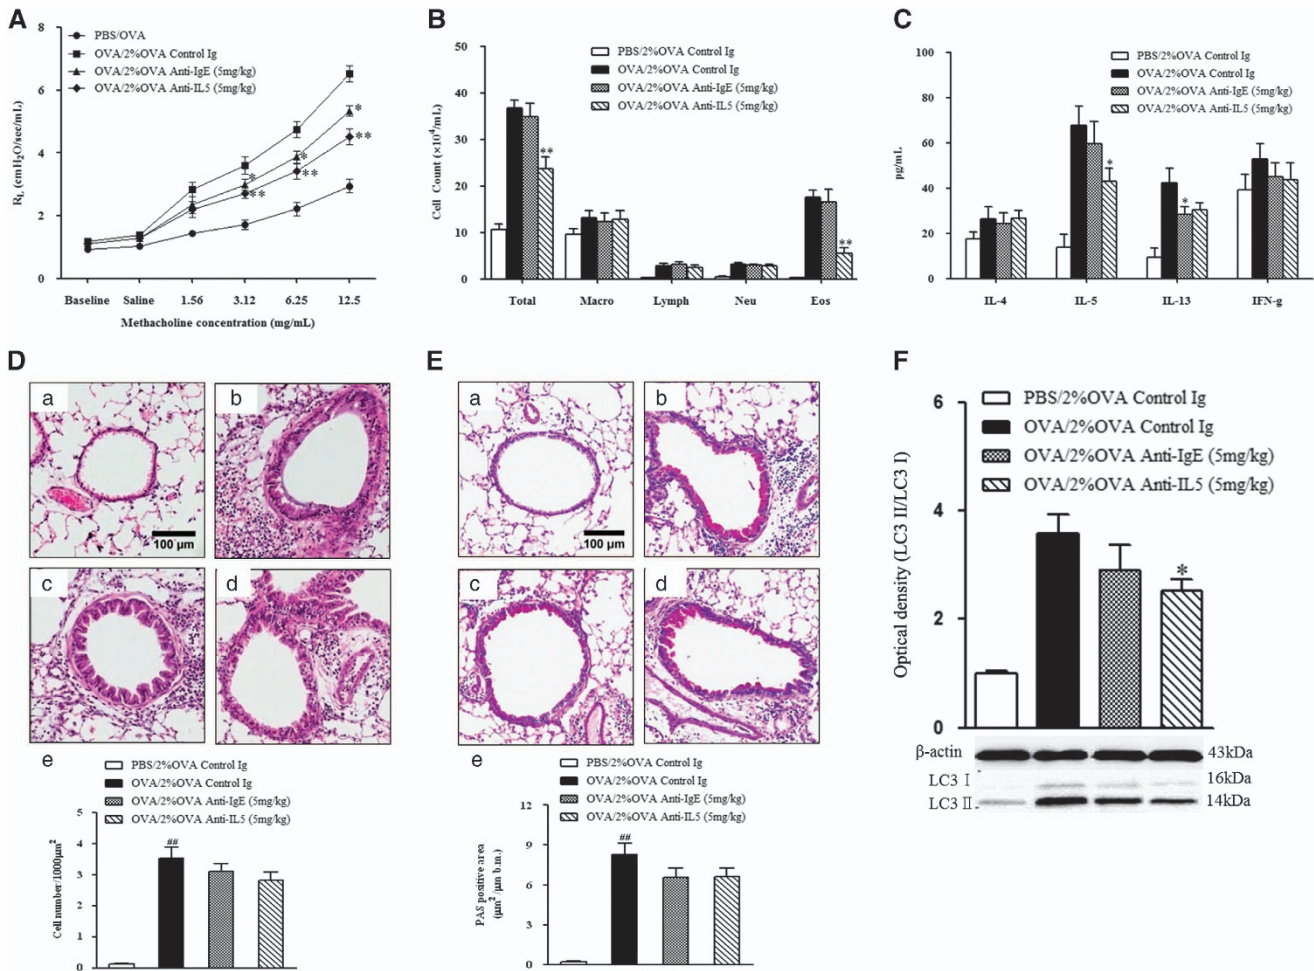 A
8
6
4
2
0
R_L (cmH₂O/sec/mL)
PBS/OVA
OVA/2%OVA Control Ig
OVA/2%OVA Anti-IgE (5mg/kg)
OVA/2%OVA Anti-IL5 (5mg/kg)
*
**
*
**
*
**
Baseline Saline 1.56 3.12 6.25 12.5
Methacholine concentration (mg/mL)
B
50
40
30
20
10
0
Cell Count (×10⁴/mL)
PBS/2%OVA Control Ig
OVA/2%OVA Control Ig
OVA/2%OVA Anti-IgE (5mg/kg)
OVA/2%OVA Anti-IL5 (5mg/kg)
**
**
Total Macro Lymph Neu Eos
C
100
80
60
40
20
0
pg/mL
PBS/2%OVA Control Ig
OVA/2%OVA Control Ig
OVA/2%OVA Anti-IgE (5mg/kg)
OVA/2%OVA Anti-IL5 (5mg/kg)
*
*
IL-4 IL-5 IL-13 IFN-g
D
a
100 µm
b
c
d
e
PBS/2%OVA Control Ig
OVA/2%OVA Control Ig
OVA/2%OVA Anti-IgE (5mg/kg)
OVA/2%OVA Anti-IL5 (5mg/kg)
5
4
3
2
1
0
Cell number/1000µm²
##
E
a
100 µm
b
c
d
e
PBS/2%OVA Control Ig
OVA/2%OVA Control Ig
OVA/2%OVA Anti-IgE (5mg/kg)
OVA/2%OVA Anti-IL5 (5mg/kg)
12
9
6
3
0
PAS positive area
(µm²/µm b.m.)
##
F
6
4
2
0
Optical density (LC3 II/LC3 I)
PBS/2%OVA Control Ig
OVA/2%OVA Control Ig
OVA/2%OVA Anti-IgE (5mg/kg)
OVA/2%OVA Anti-IL5 (5mg/kg)
*
β-actin 43kDa
LC3 I 16kDa
LC3 II 14kDa